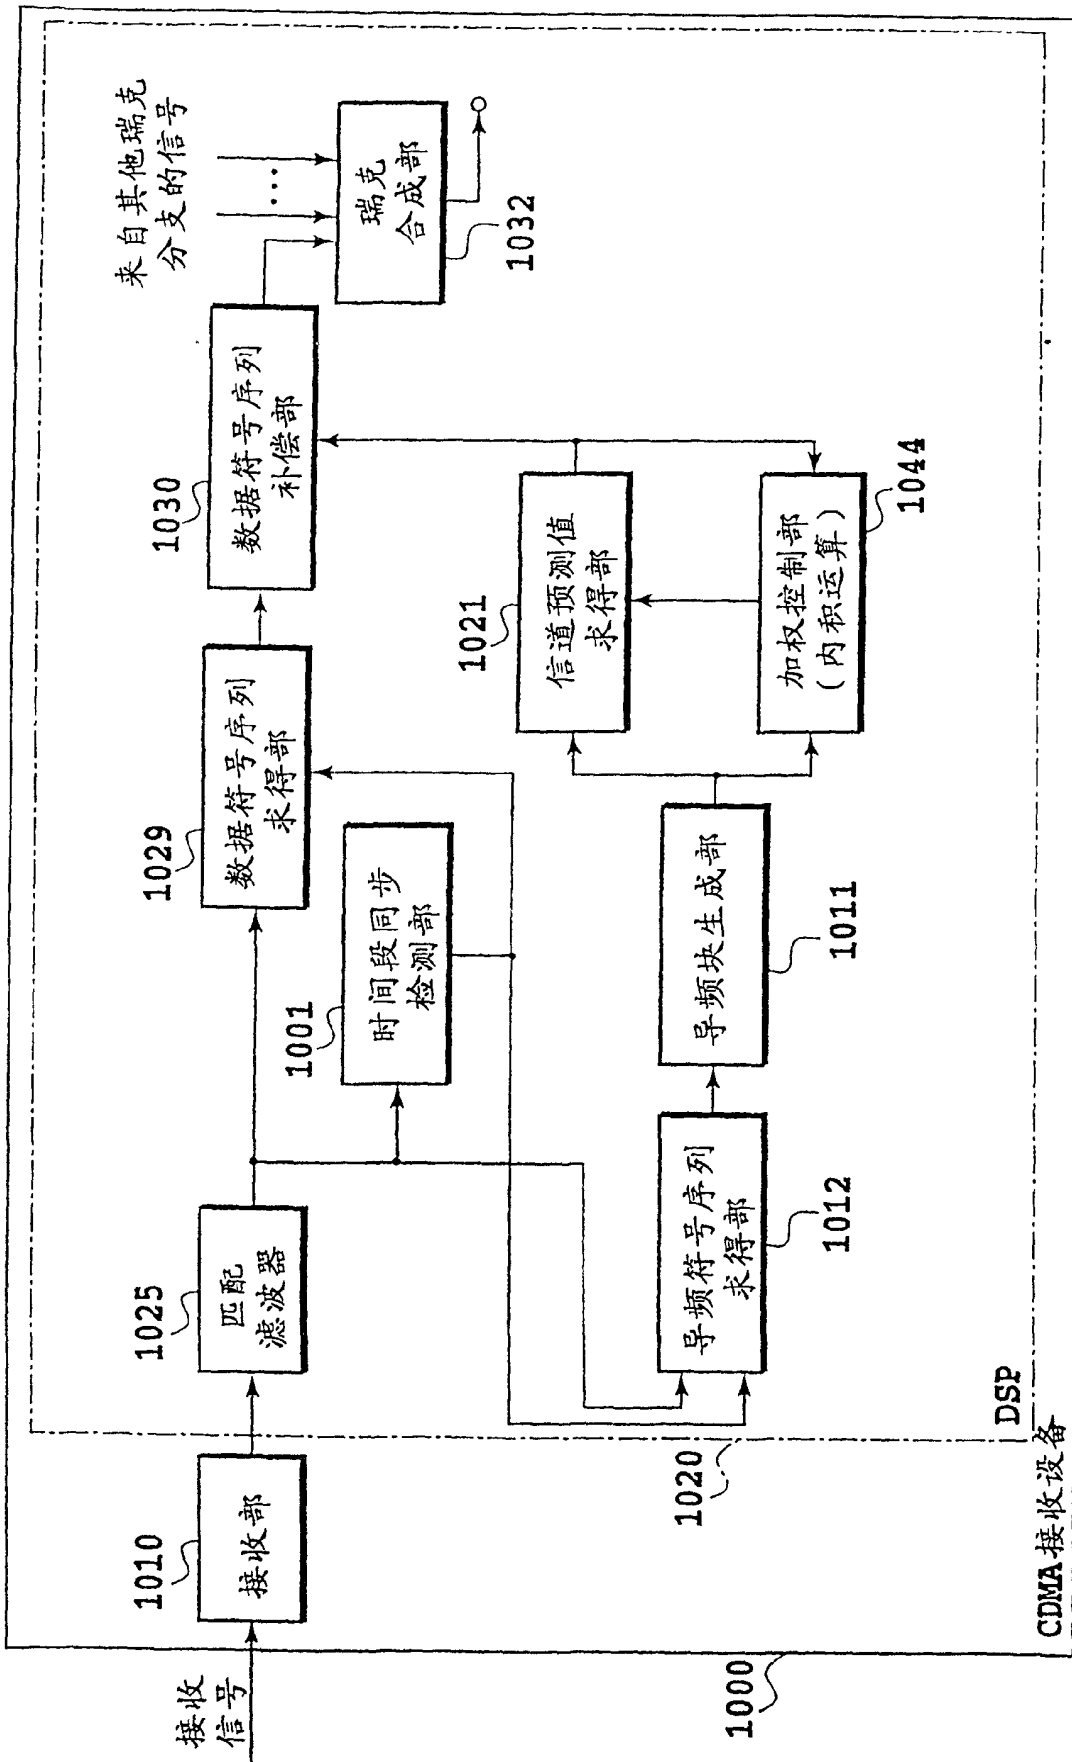 接收
信号
1000
CDMA接收设备
1010
接收部
1020
DSP
1025
匹配
滤波器
1001
时间段同步
检测部
1012
导频符号序列
求得部
1011
导频块生成部
1029
数据符号序列
求得部
1021
信道预测值
求得部
1044
加权控制部
(内积运算)
1030
数据符号序列
补偿部
来自其他瑞克
分支的信号
…
瑞克
合成部
1032